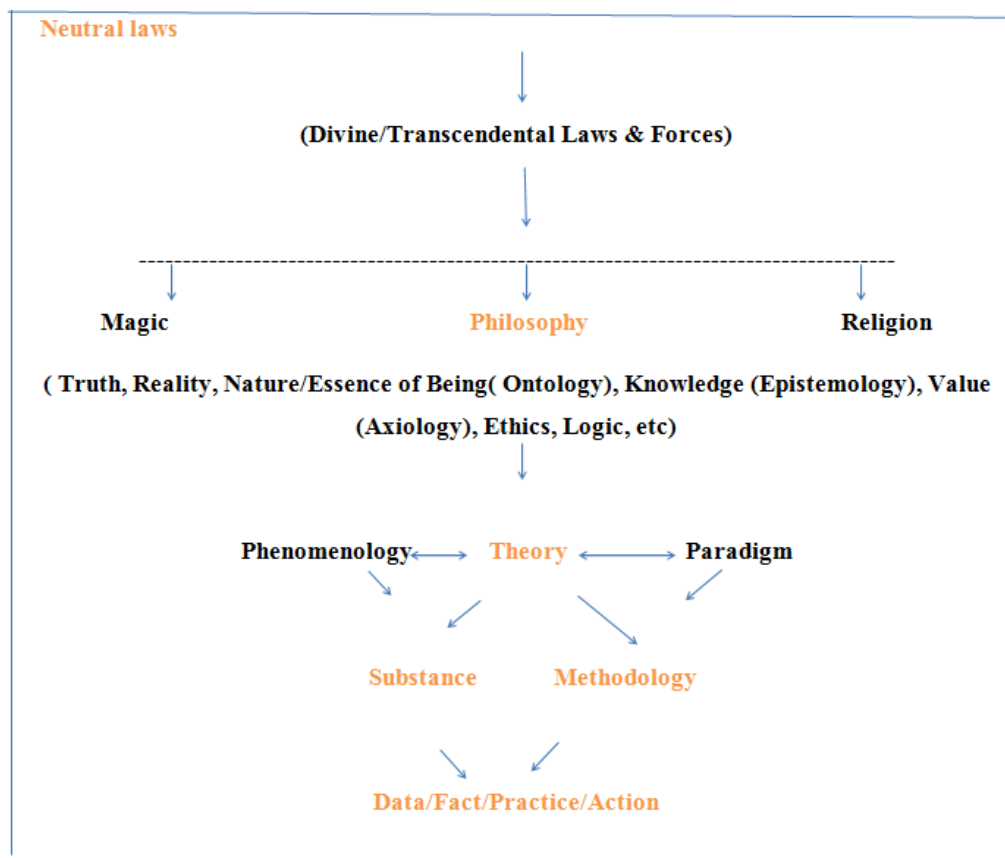 Neutral laws
(Divine/Transcendental Laws & Forces)
Magic Philosophy Religion
( Truth, Reality, Nature/Essence of Being( Ontology), Knowledge (Epistemology), Value
(Axiology), Ethics, Logic, etc)
Phenomenology Theory Paradigm
Substance Methodology
Data/Fact/Practice/Action